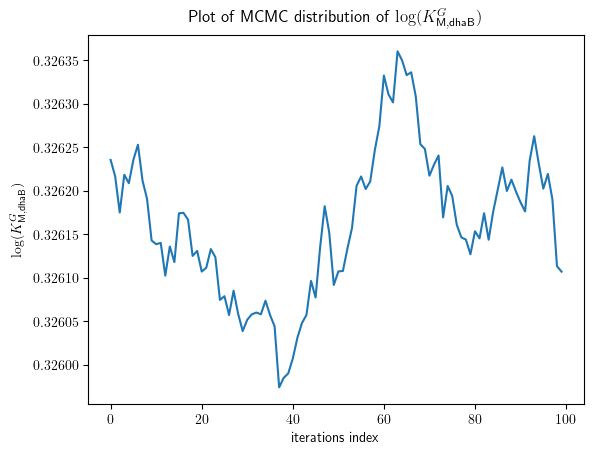 Plot of MCMC distribution of log(K^G_{M,dhaB})
log(K^G_{M,dhaB})
0.32635
0.32630
0.32625
0.32620
0.32615
0.32610
0.32605
0.32600
0 20 40 60 80 100
iterations index